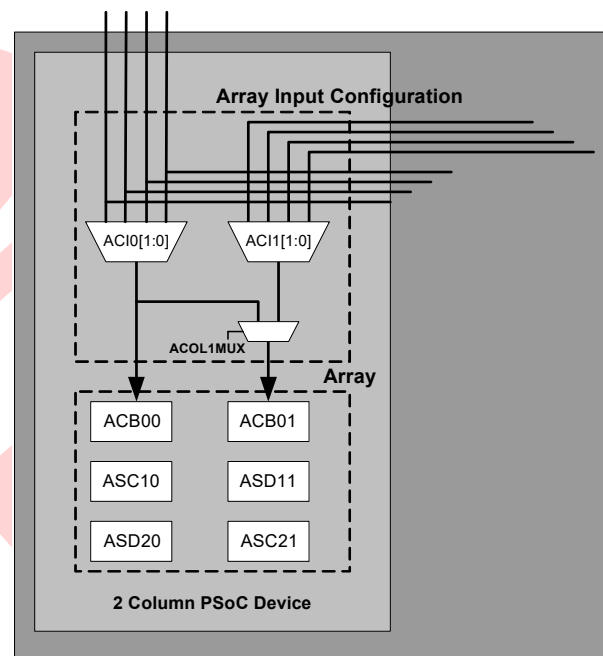 Array Input Configuration
ACI0[1:0]
ACI1[1:0]
ACOL1MUX
Array
ACB00
ACB01
ASC10
ASD11
ASD20
ASC21
2 Column PSoC Device